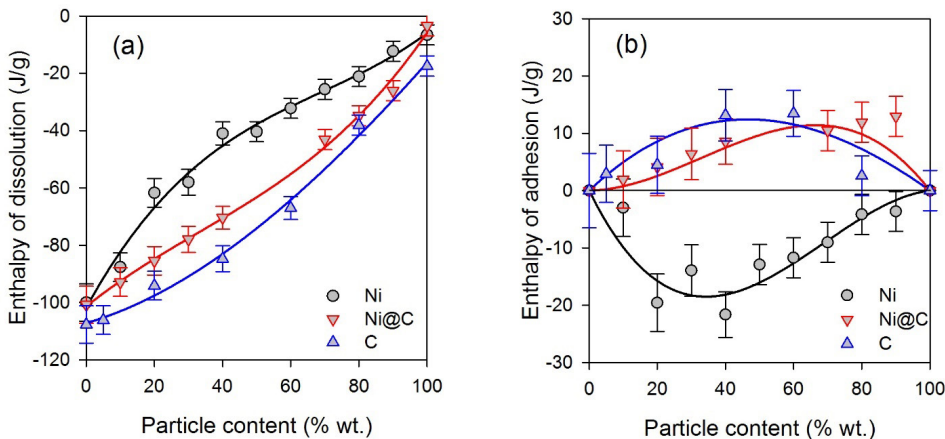 (a)
Enthalpy of dissolution (J/g)
0
-20
-40
-60
-80
-100
-120
Ni
Ni@C
C
0 20 40 60 80 100
Particle content (% wt.)
(b)
Enthalpy of adhesion (J/g)
30
20
10
0
-10
-20
-30
Ni
Ni@C
C
0 20 40 60 80 100
Particle content (% wt.)